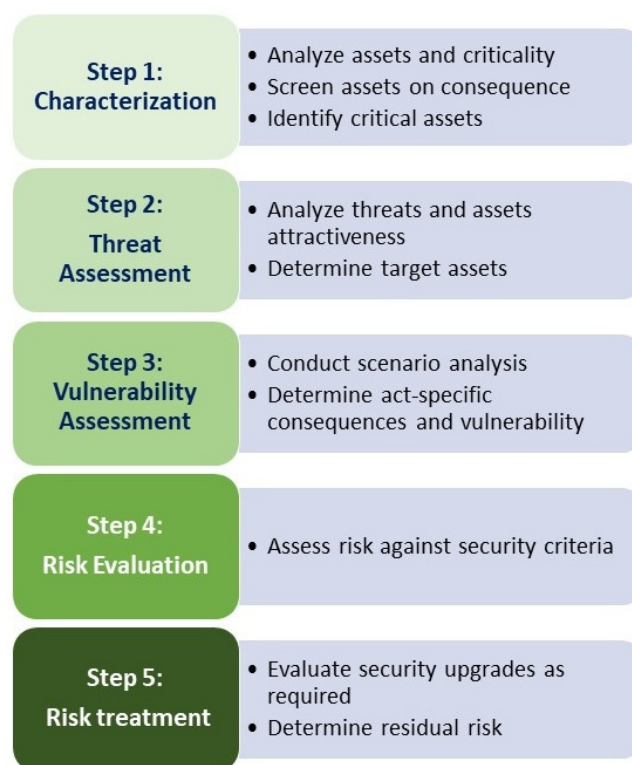 Step 1:
Characterization
• Analyze assets and criticality
• Screen assets on consequence
• Identify critical assets
Step 2:
Threat
Assessment
• Analyze threats and assets
attractiveness
• Determine target assets
Step 3:
Vulnerability
Assessment
• Conduct scenario analysis
• Determine act-specific
consequences and vulnerability
Step 4:
Risk Evaluation
• Assess risk against security criteria
Step 5:
Risk treatment
• Evaluate security upgrades as
required
• Determine residual risk